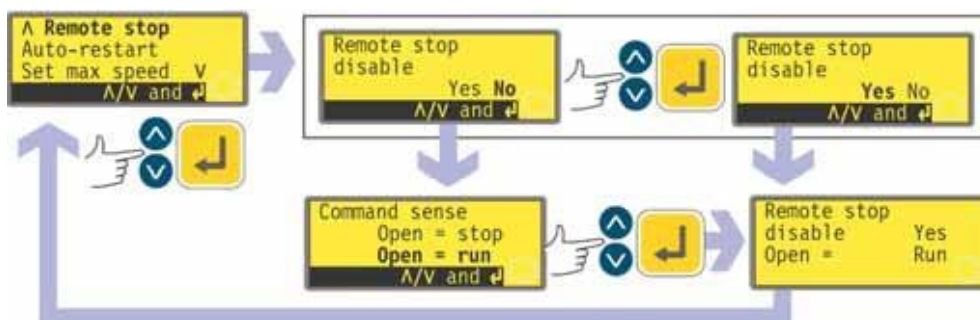 Λ Remote stop
Auto-restart
Set max speed V
Λ/V and ↲
Remote stop
disable
Yes No
Λ/V and ↲
Remote stop
disable
Yes No
Λ/V and ↲
Command sense
Open = stop
Open = run
Λ/V and ↲
Remote stop
disable Yes
Open = Run